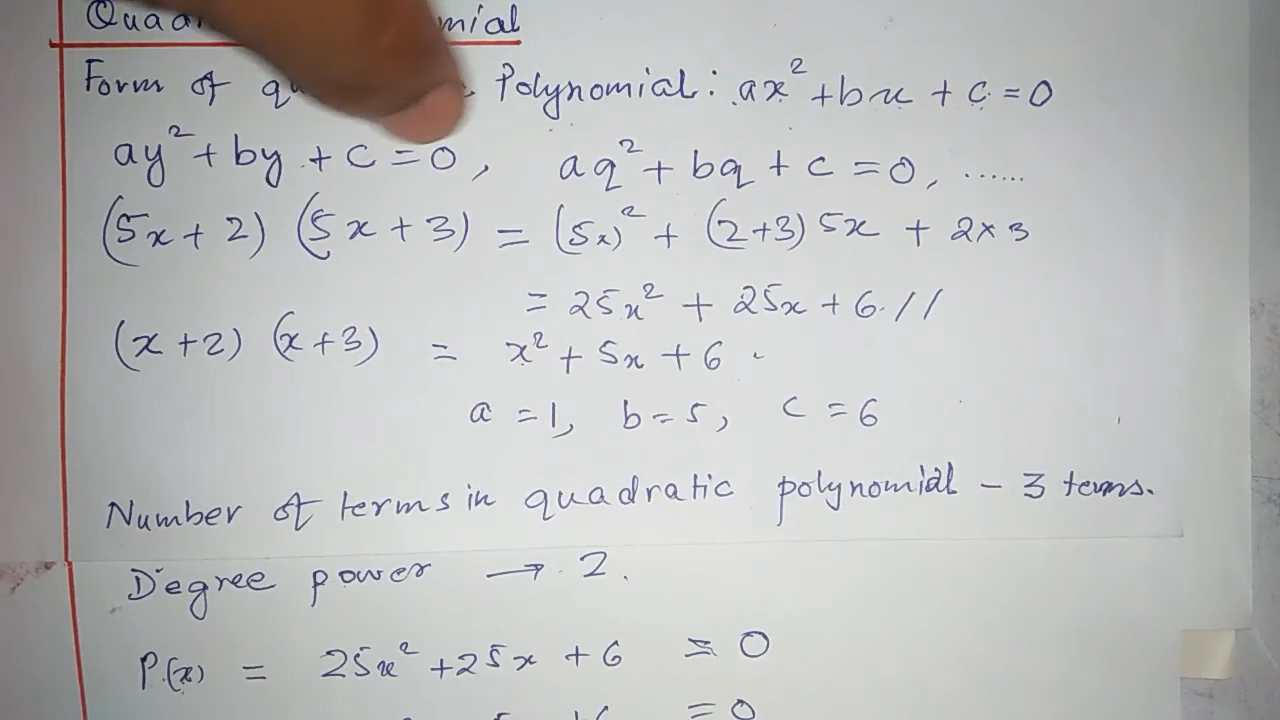 Form of Polynomial: ax² + bx + c = 0
ay² + by + c = 0, aq² + bq + c = 0, ......
(5x + 2) (5x + 3) = (5x)² + (2+3) 5x + 2×3
= 25x² + 25x + 6.//
(x + 2) (x + 3) = x² + 5x + 6 .
a = 1, b = 5, c = 6
Number of terms in quadratic polynomial - 3 terms.
Degree power → 2.
P(x) = 25x² + 25x + 6 = 0
= 0